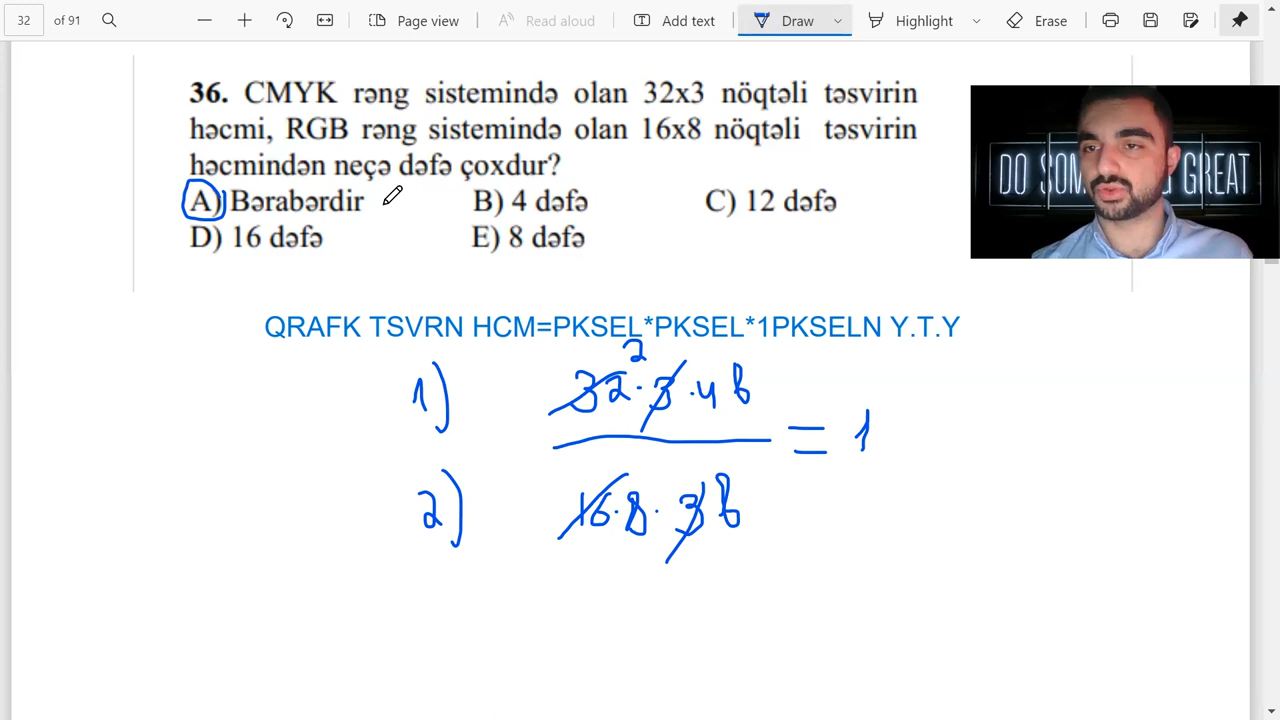 32 of 91 Page view Read aloud Add text Draw Highlight Erase
36. CMYK rəng sistemində olan 32x3 nöqtəli təsvirin
həcmi, RGB rəng sistemində olan 16x8 nöqtəli təsvirin
həcmindən neçə dəfə çoxdur?
A) Bərabərdir B) 4 dəfə C) 12 dəfə
D) 16 dəfə E) 8 dəfə
DO GREAT
QRAFK TSVRN HCM=PKSEL*PKSEL*1PKSELN Y.T.Y
2
1) 32·3·4b
= 1
2) 16·8·3b